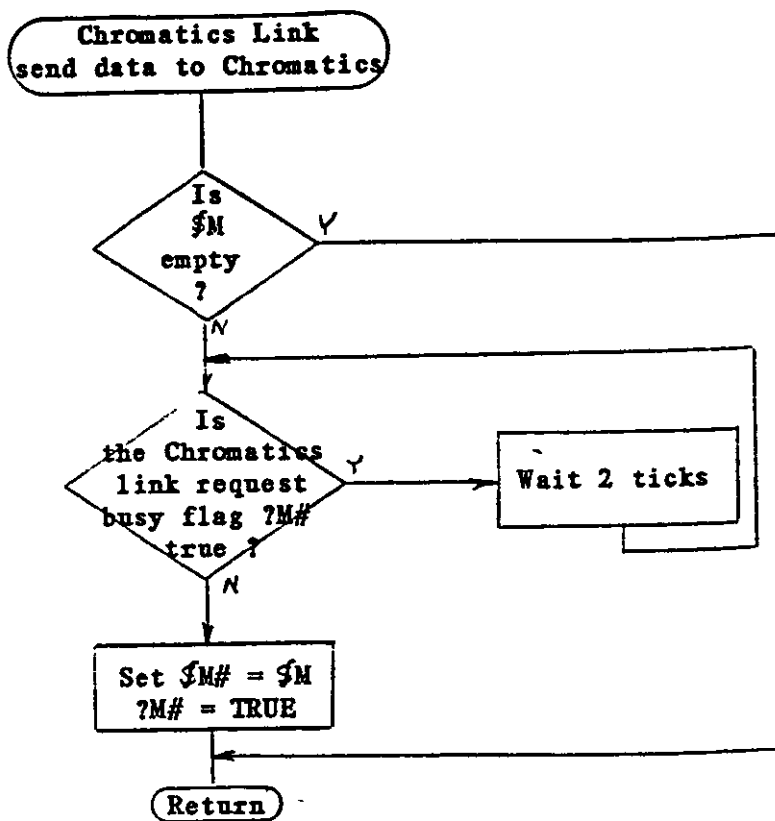 Chromatics Link
send data to Chromatics
Is
$M
empty
?
Y
N
Is
the Chromatics
link request
busy flag ?M#
true ?
Y
Wait 2 ticks
N
Set $M# = $M
?M# = TRUE
Return